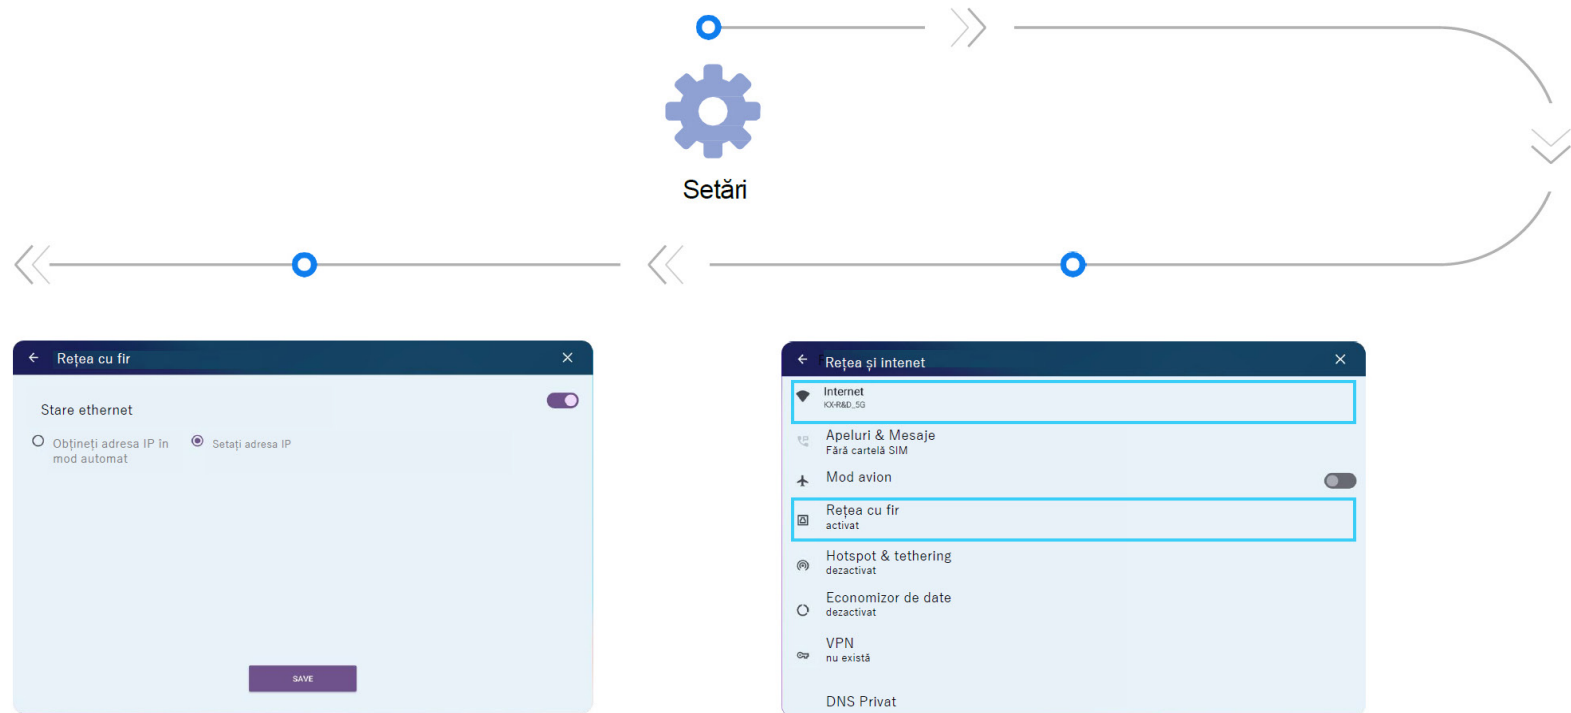 Setări
Rețea cu fir
Stare ethernet
Obțineți adresa IP în
mod automat
Setați adresa IP
SAVE
Rețea și intenet
Internet
KX-R&D_5G
Apeluri & Mesaje
Fără cartelă SIM
Mod avion
Rețea cu fir
activat
Hotspot & tethering
dezactivat
Economizor de date
dezactivat
VPN
nu există
DNS Privat